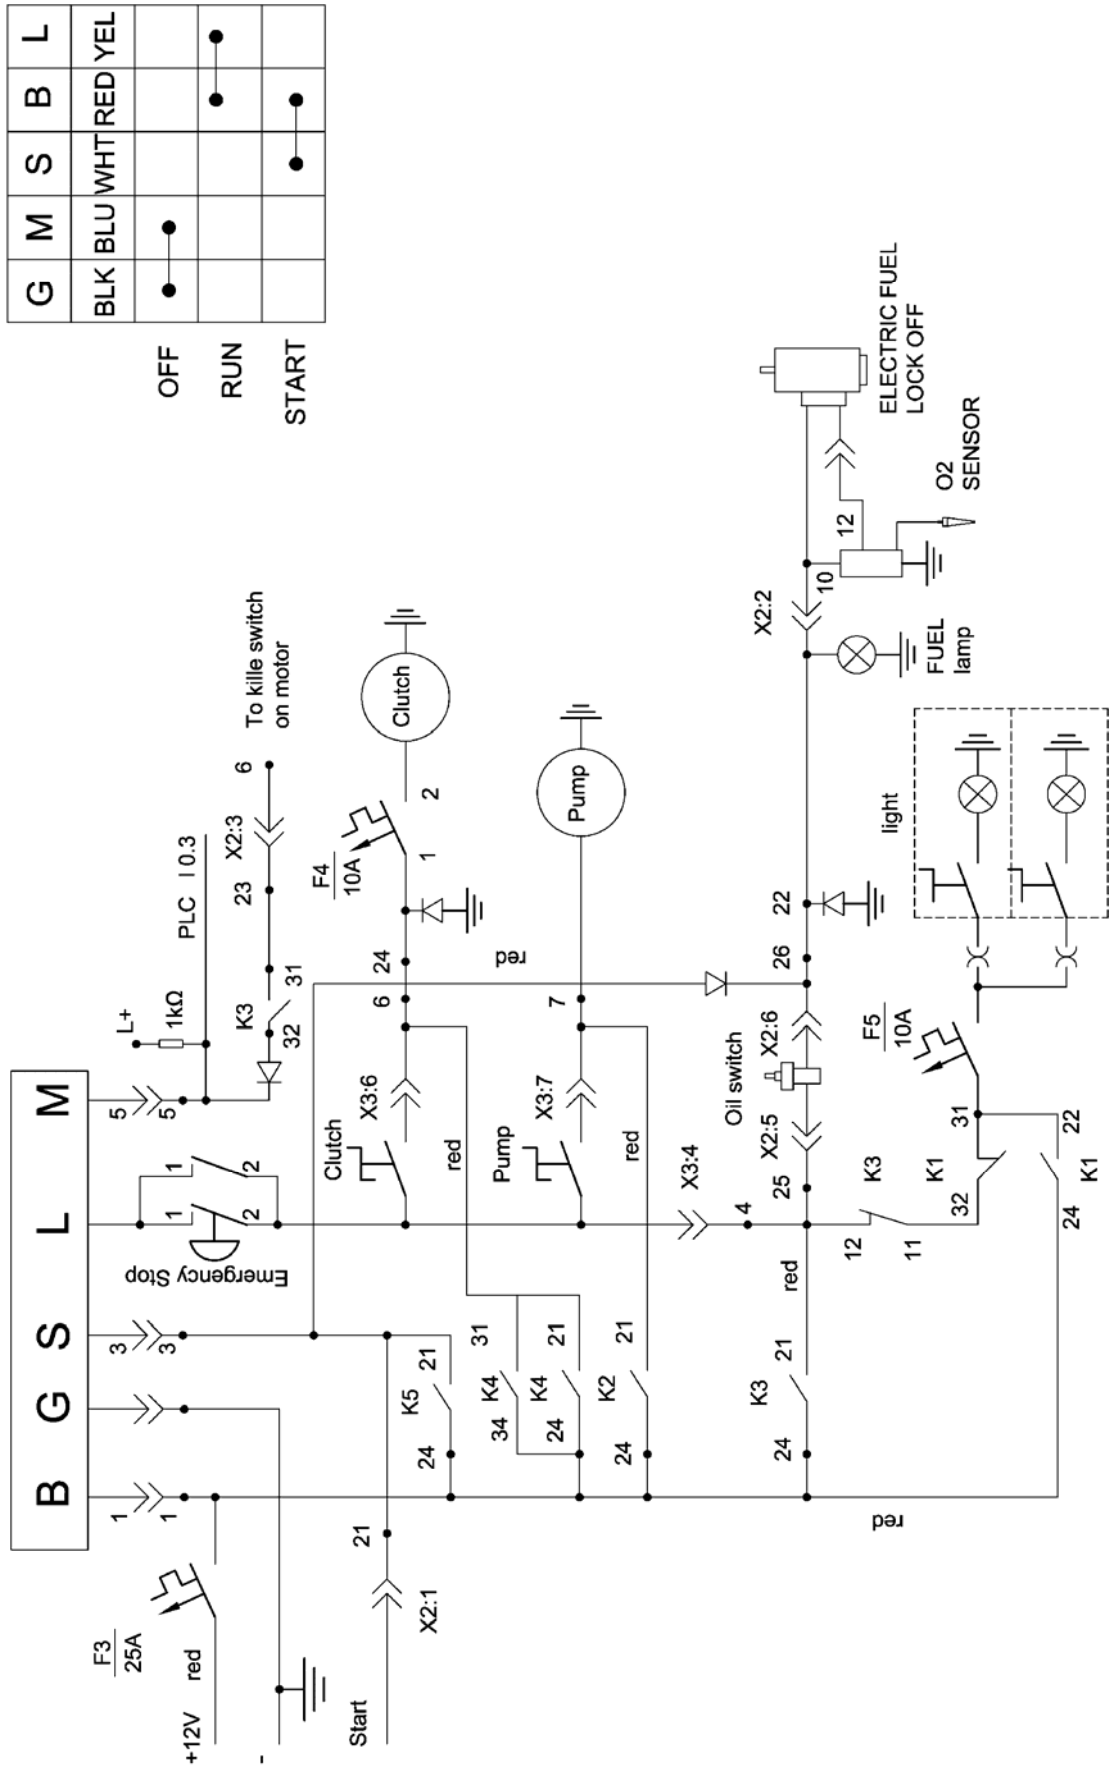 G M S B L
BLK BLU WHT RED YEL
OFF
RUN
START
B G S L M
1
1
3
3
5
5
F3
25A
+12V red
-
Start
X2:1
21
Emergency Stop
1
2
1
2
L+
1kΩ
PLC I 0.3
K3
32
31
23
X2:3
6
To kille switch
on motor
Clutch
X3:6
6
24
F4
10A
1
2
Clutch
red
red
Pump
X3:7
7
Pump
red
K5
24
21
K4
34
31
K4
24
21
K2
24
21
X3:4
4
K3
24
21
red
25
X2:5
Oil switch
X2:6
26
22
X2:2
FUEL
lamp
10
12
O2
SENSOR
ELECTRIC FUEL
LOCK OFF
K3
12
11
K1
32
31
F5
10A
light
K1
24
22
red